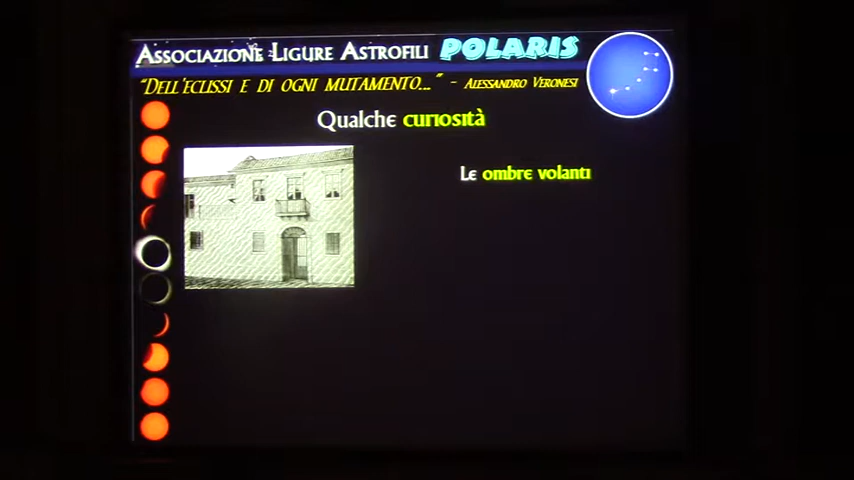 ASSOCIAZIONE LIGURE ASTROFILI POLARIS
"DELL'ECLISSI E DI OGNI MUTAMENTO..." - ALESSANDRO VERONESI
Qualche curiosità
Le ombre volanti